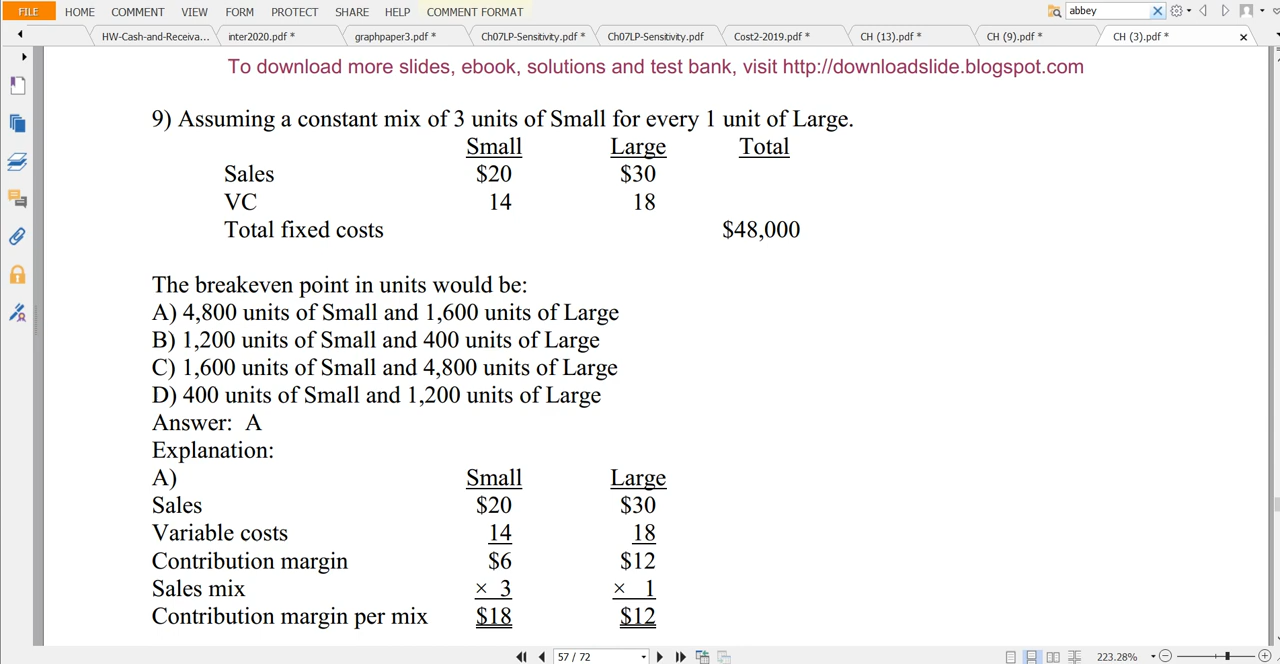 FILE HOME COMMENT VIEW FORM PROTECT SHARE HELP COMMENT FORMAT abbey
HW-Cash-and-Receiva... inter2020.pdf * graphpaper3.pdf * Ch07LP-Sensitivity.pdf * Ch07LP-Sensitivity.pdf Cost2-2019.pdf * CH (13).pdf * CH (9).pdf * CH (3).pdf *
To download more slides, ebook, solutions and test bank, visit http://downloadslide.blogspot.com
9) Assuming a constant mix of 3 units of Small for every 1 unit of Large.
Small Large Total
Sales $20 $30
VC 14 18
Total fixed costs $48,000
The breakeven point in units would be:
A) 4,800 units of Small and 1,600 units of Large
B) 1,200 units of Small and 400 units of Large
C) 1,600 units of Small and 4,800 units of Large
D) 400 units of Small and 1,200 units of Large
Answer: A
Explanation:
A) Small Large
Sales $20 $30
Variable costs 14 18
Contribution margin $6 $12
Sales mix × 3 × 1
Contribution margin per mix $18 $12
57 / 72 223.28%